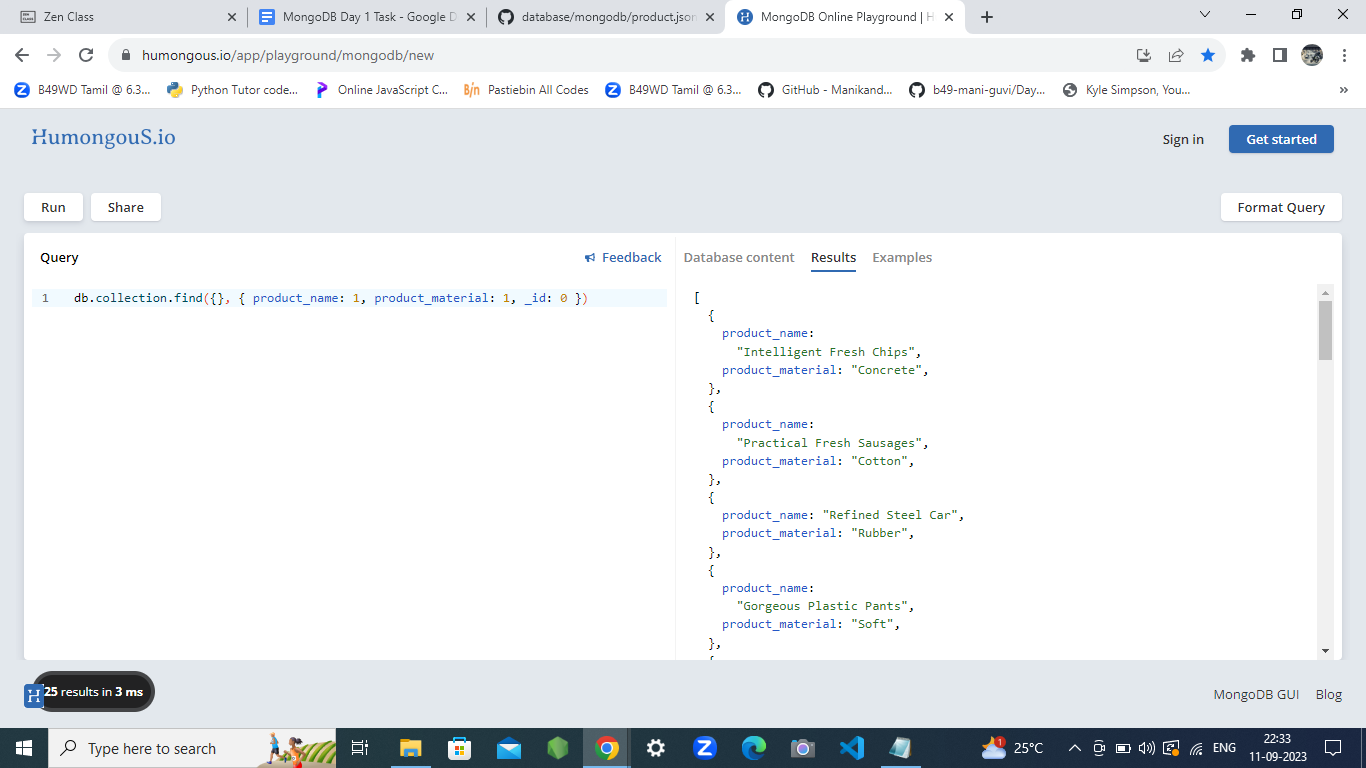 Zen Class
MongoDB Day 1 Task - Google D
database/mongodb/product.json
MongoDB Online Playground | H
humongous.io/app/playground/mongodb/new
B49WD Tamil @ 6.3...
Python Tutor code...
Online JavaScript C...
Pastiebin All Codes
B49WD Tamil @ 6.3...
GitHub - Manikand...
b49-mani-guvi/Day...
Kyle Simpson, You...
»
HumongouS.io
Sign in
Get started
Run
Share
Format Query
Query
Feedback
Database content
Results
Examples
1 db.collection.find({}, { product_name: 1, product_material: 1, _id: 0 })
[
{
product_name:
"Intelligent Fresh Chips",
product_material: "Concrete",
},
{
product_name:
"Practical Fresh Sausages",
product_material: "Cotton",
},
{
product_name: "Refined Steel Car",
product_material: "Rubber",
},
{
product_name:
"Gorgeous Plastic Pants",
product_material: "Soft",
},
H
25 results in 3 ms
MongoDB GUI
Blog
Type here to search
1
25°C
ENG
22:33
11-09-2023